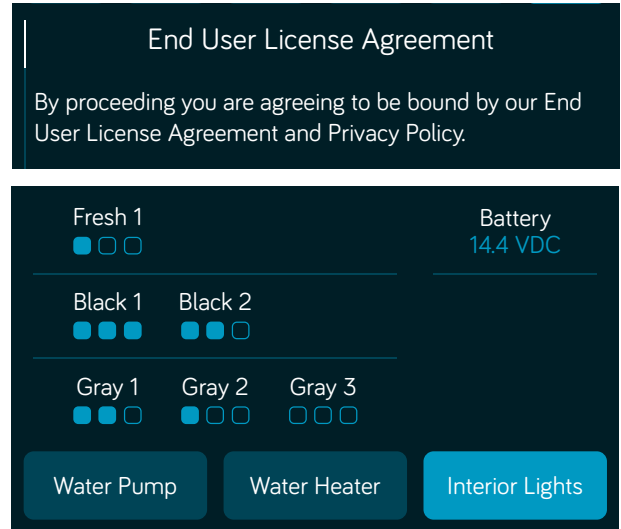 End User License Agreement
By proceeding you are agreeing to be bound by our End
User License Agreement and Privacy Policy.
Fresh 1
Battery
14.4 VDC
Black 1 Black 2
Gray 1 Gray 2 Gray 3
Water Pump Water Heater Interior Lights